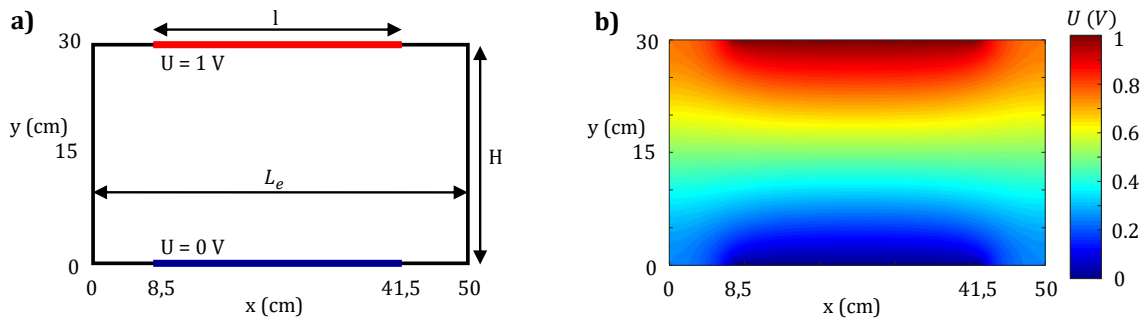 a)
l
30
U = 1 V
y (cm)
15
H
L_e
U = 0 V
0
0 8,5 41,5 50
x (cm)
b)
U (V)
30
1
0.8
y (cm)
15
0.6
0.4
0.2
0
0
0 8,5 41,5 50
x (cm)